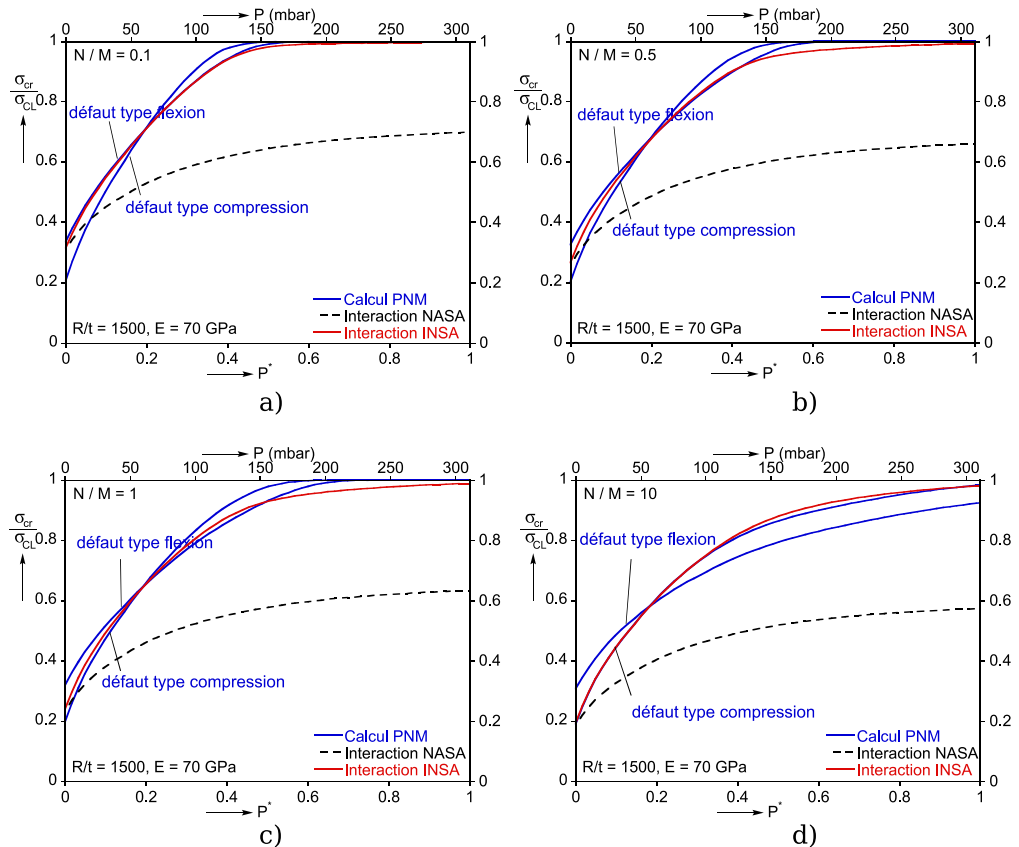 P (mbar)
0 50 100 150 200 250 300
N / M = 0.1
σcr
σCL
défaut type flexion
défaut type compression
Calcul PNM
Interaction NASA
Interaction INSA
R/t = 1500, E = 70 GPa
1
0.8
0.6
0.4
0.2
0
1
0.8
0.6
0.4
0.2
0
0 0.2 0.4 0.6 0.8 1
P*
a)
P (mbar)
0 50 100 150 200 250 300
N / M = 0.5
σcr
σCL
défaut type flexion
défaut type compression
Calcul PNM
Interaction NASA
Interaction INSA
R/t = 1500, E = 70 GPa
1
0.8
0.6
0.4
0.2
0
1
0.8
0.6
0.4
0.2
0
0 0.2 0.4 0.6 0.8 1
P*
b)
P (mbar)
0 50 100 150 200 250 300
N / M = 1
σcr
σCL
défaut type flexion
défaut type compression
Calcul PNM
Interaction NASA
Interaction INSA
R/t = 1500, E = 70 GPa
1
0.8
0.6
0.4
0.2
0
1
0.8
0.6
0.4
0.2
0
0 0.2 0.4 0.6 0.8 1
P*
c)
P (mbar)
0 50 100 150 200 250 300
N / M = 10
σcr
σCL
défaut type flexion
défaut type compression
Calcul PNM
Interaction NASA
Interaction INSA
R/t = 1500, E = 70 GPa
1
0.8
0.6
0.4
0.2
0
1
0.8
0.6
0.4
0.2
0
0 0.2 0.4 0.6 0.8 1
P*
d)